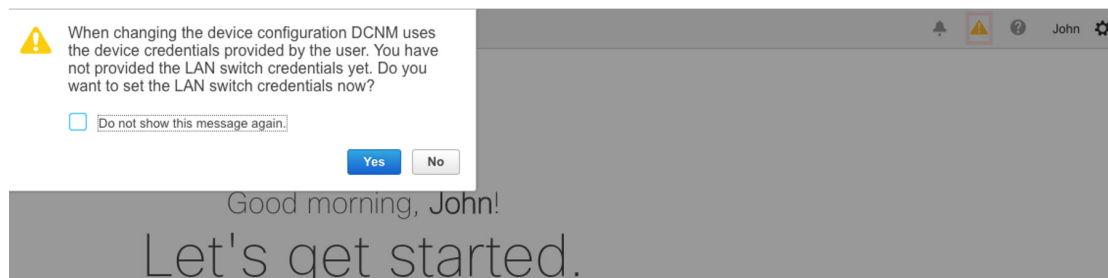 When changing the device configuration DCNM uses
the device credentials provided by the user. You have
not provided the LAN switch credentials yet. Do you
want to set the LAN switch credentials now?
John
Do not show this message again.
Yes No
Good morning, John!
Let's get started.